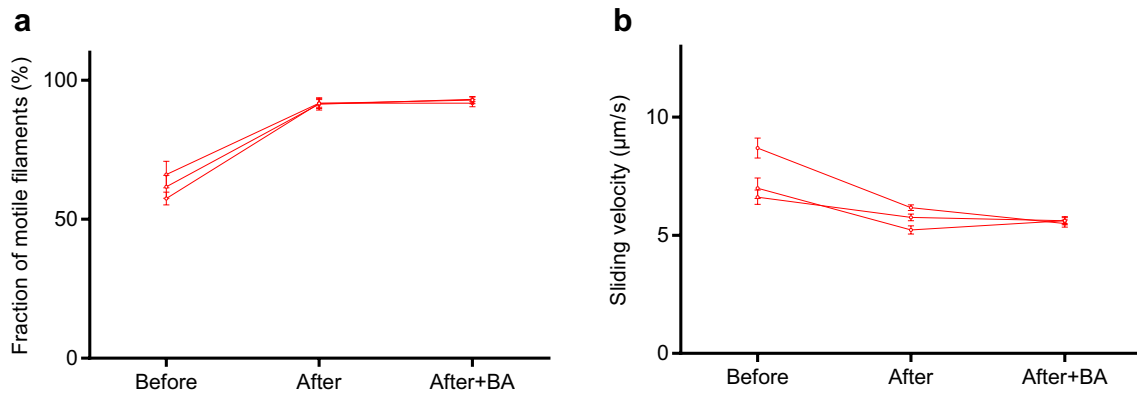 a
Fraction of motile filaments (%)
100
50
0
Before After After+BA
b
Sliding velocity (μm/s)
10
5
0
Before After After+BA